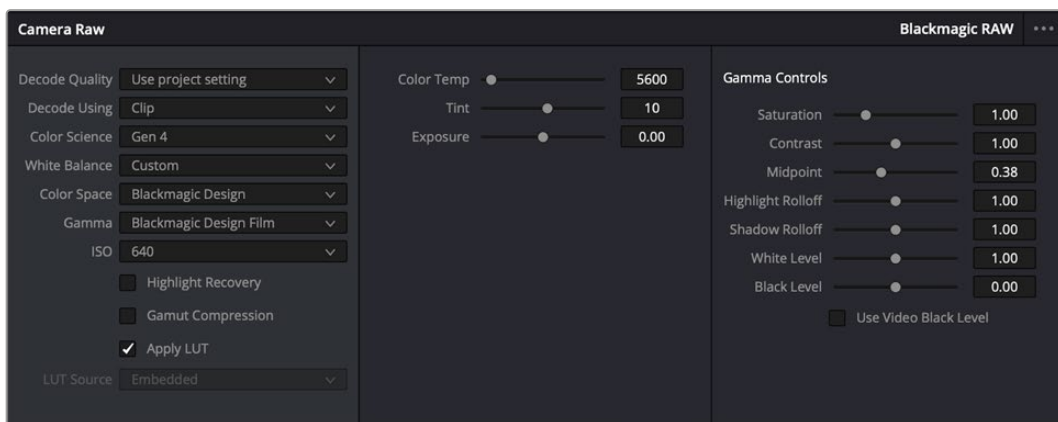 Camera Raw
Blackmagic RAW
Decode Quality Use project setting
Decode Using Clip
Color Science Gen 4
White Balance Custom
Color Space Blackmagic Design
Gamma Blackmagic Design Film
ISO 640
Highlight Recovery
Gamut Compression
Apply LUT
LUT Source Embedded
Color Temp 5600
Tint 10
Exposure 0.00
Gamma Controls
Saturation 1.00
Contrast 1.00
Midpoint 0.38
Highlight Rolloff 1.00
Shadow Rolloff 1.00
White Level 1.00
Black Level 0.00
Use Video Black Level